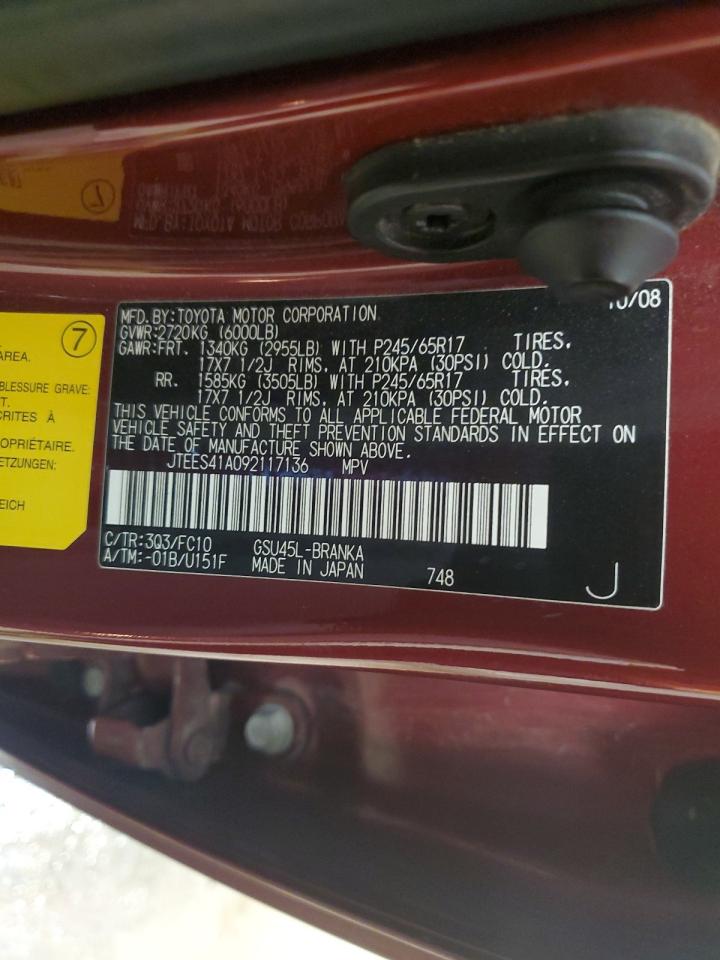 MFD. BY: TOYOTA MOTOR CORPORATION 10/08
GVWR: 2720KG (6000LB)
GAWR: FRT. 1340KG (2955LB) WITH P245/65R17 TIRES.
17X7 1/2J RIMS, AT 210KPA (30PSI) COLD.
RR. 1585KG (3505LB) WITH P245/65R17 TIRES.
17X7 1/2J RIMS, AT 210KPA (30PSI) COLD.
THIS VEHICLE CONFORMS TO ALL APPLICABLE FEDERAL MOTOR
VEHICLE SAFETY AND THEFT PREVENTION STANDARDS IN EFFECT ON
THE DATE OF MANUFACTURE SHOWN ABOVE.
JTEES41A092117136 MPV
C/TR: 3Q3/FC10 GSU45L-BRANKA
A/TM: -01B/U151F MADE IN JAPAN 748 J
7
AREA.
BLESSURE GRAVE:
T.
CRITES À
OPRIÉTAIRE.
ETZUNGEN:
EICH